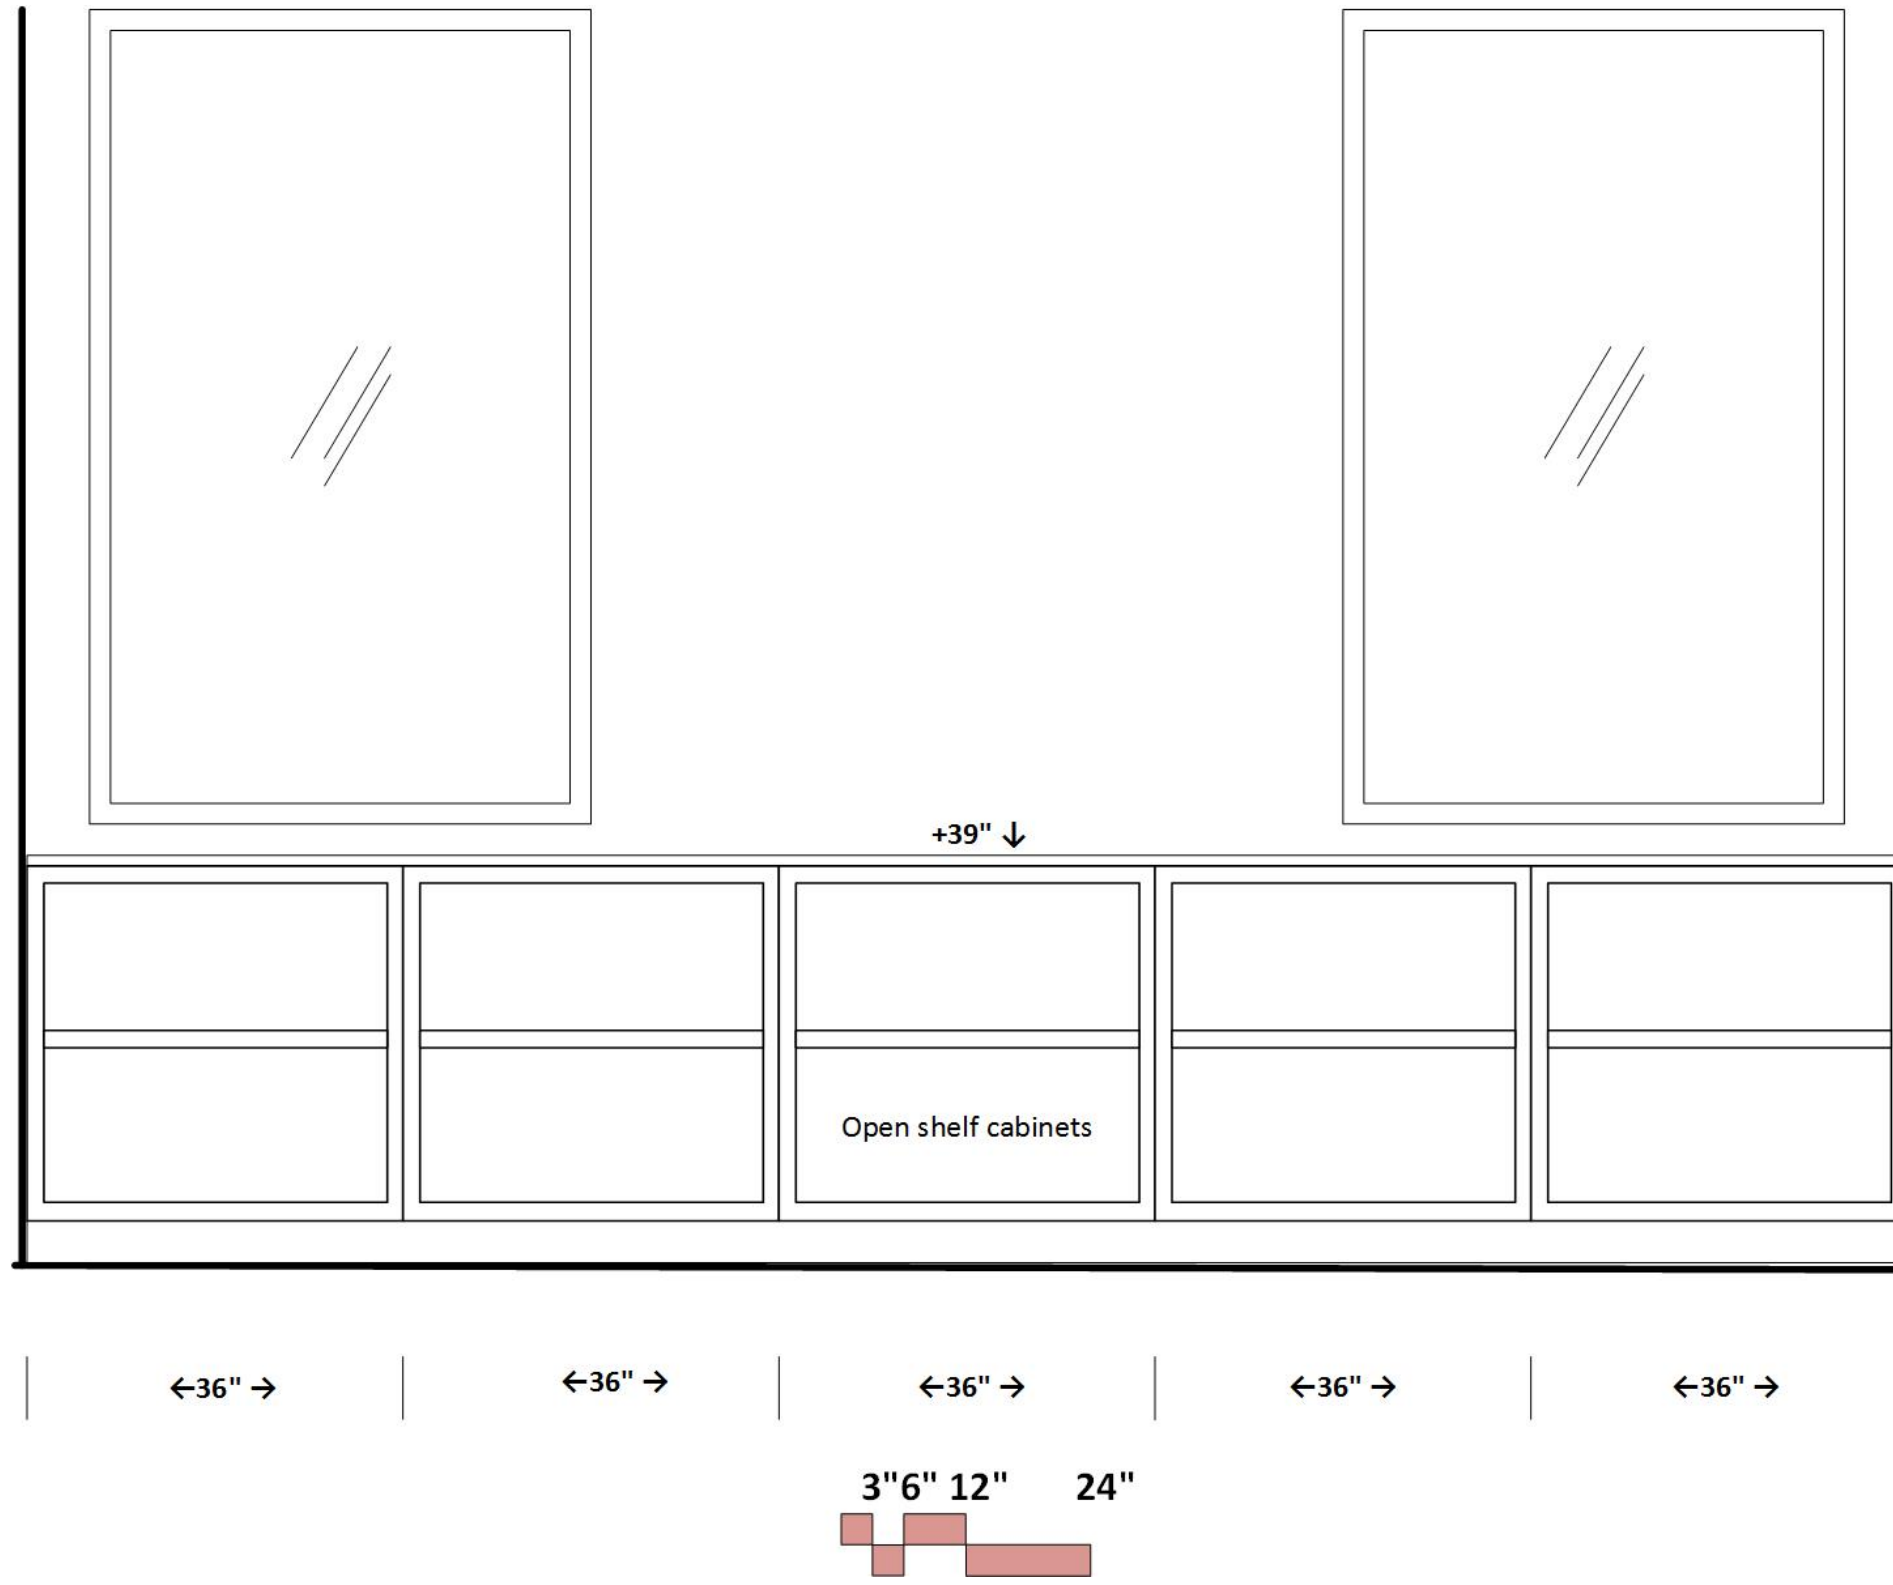 +39" ↓
Open shelf cabinets
←36" → ←36" → ←36" → ←36" → ←36" →
3"6" 12" 24"